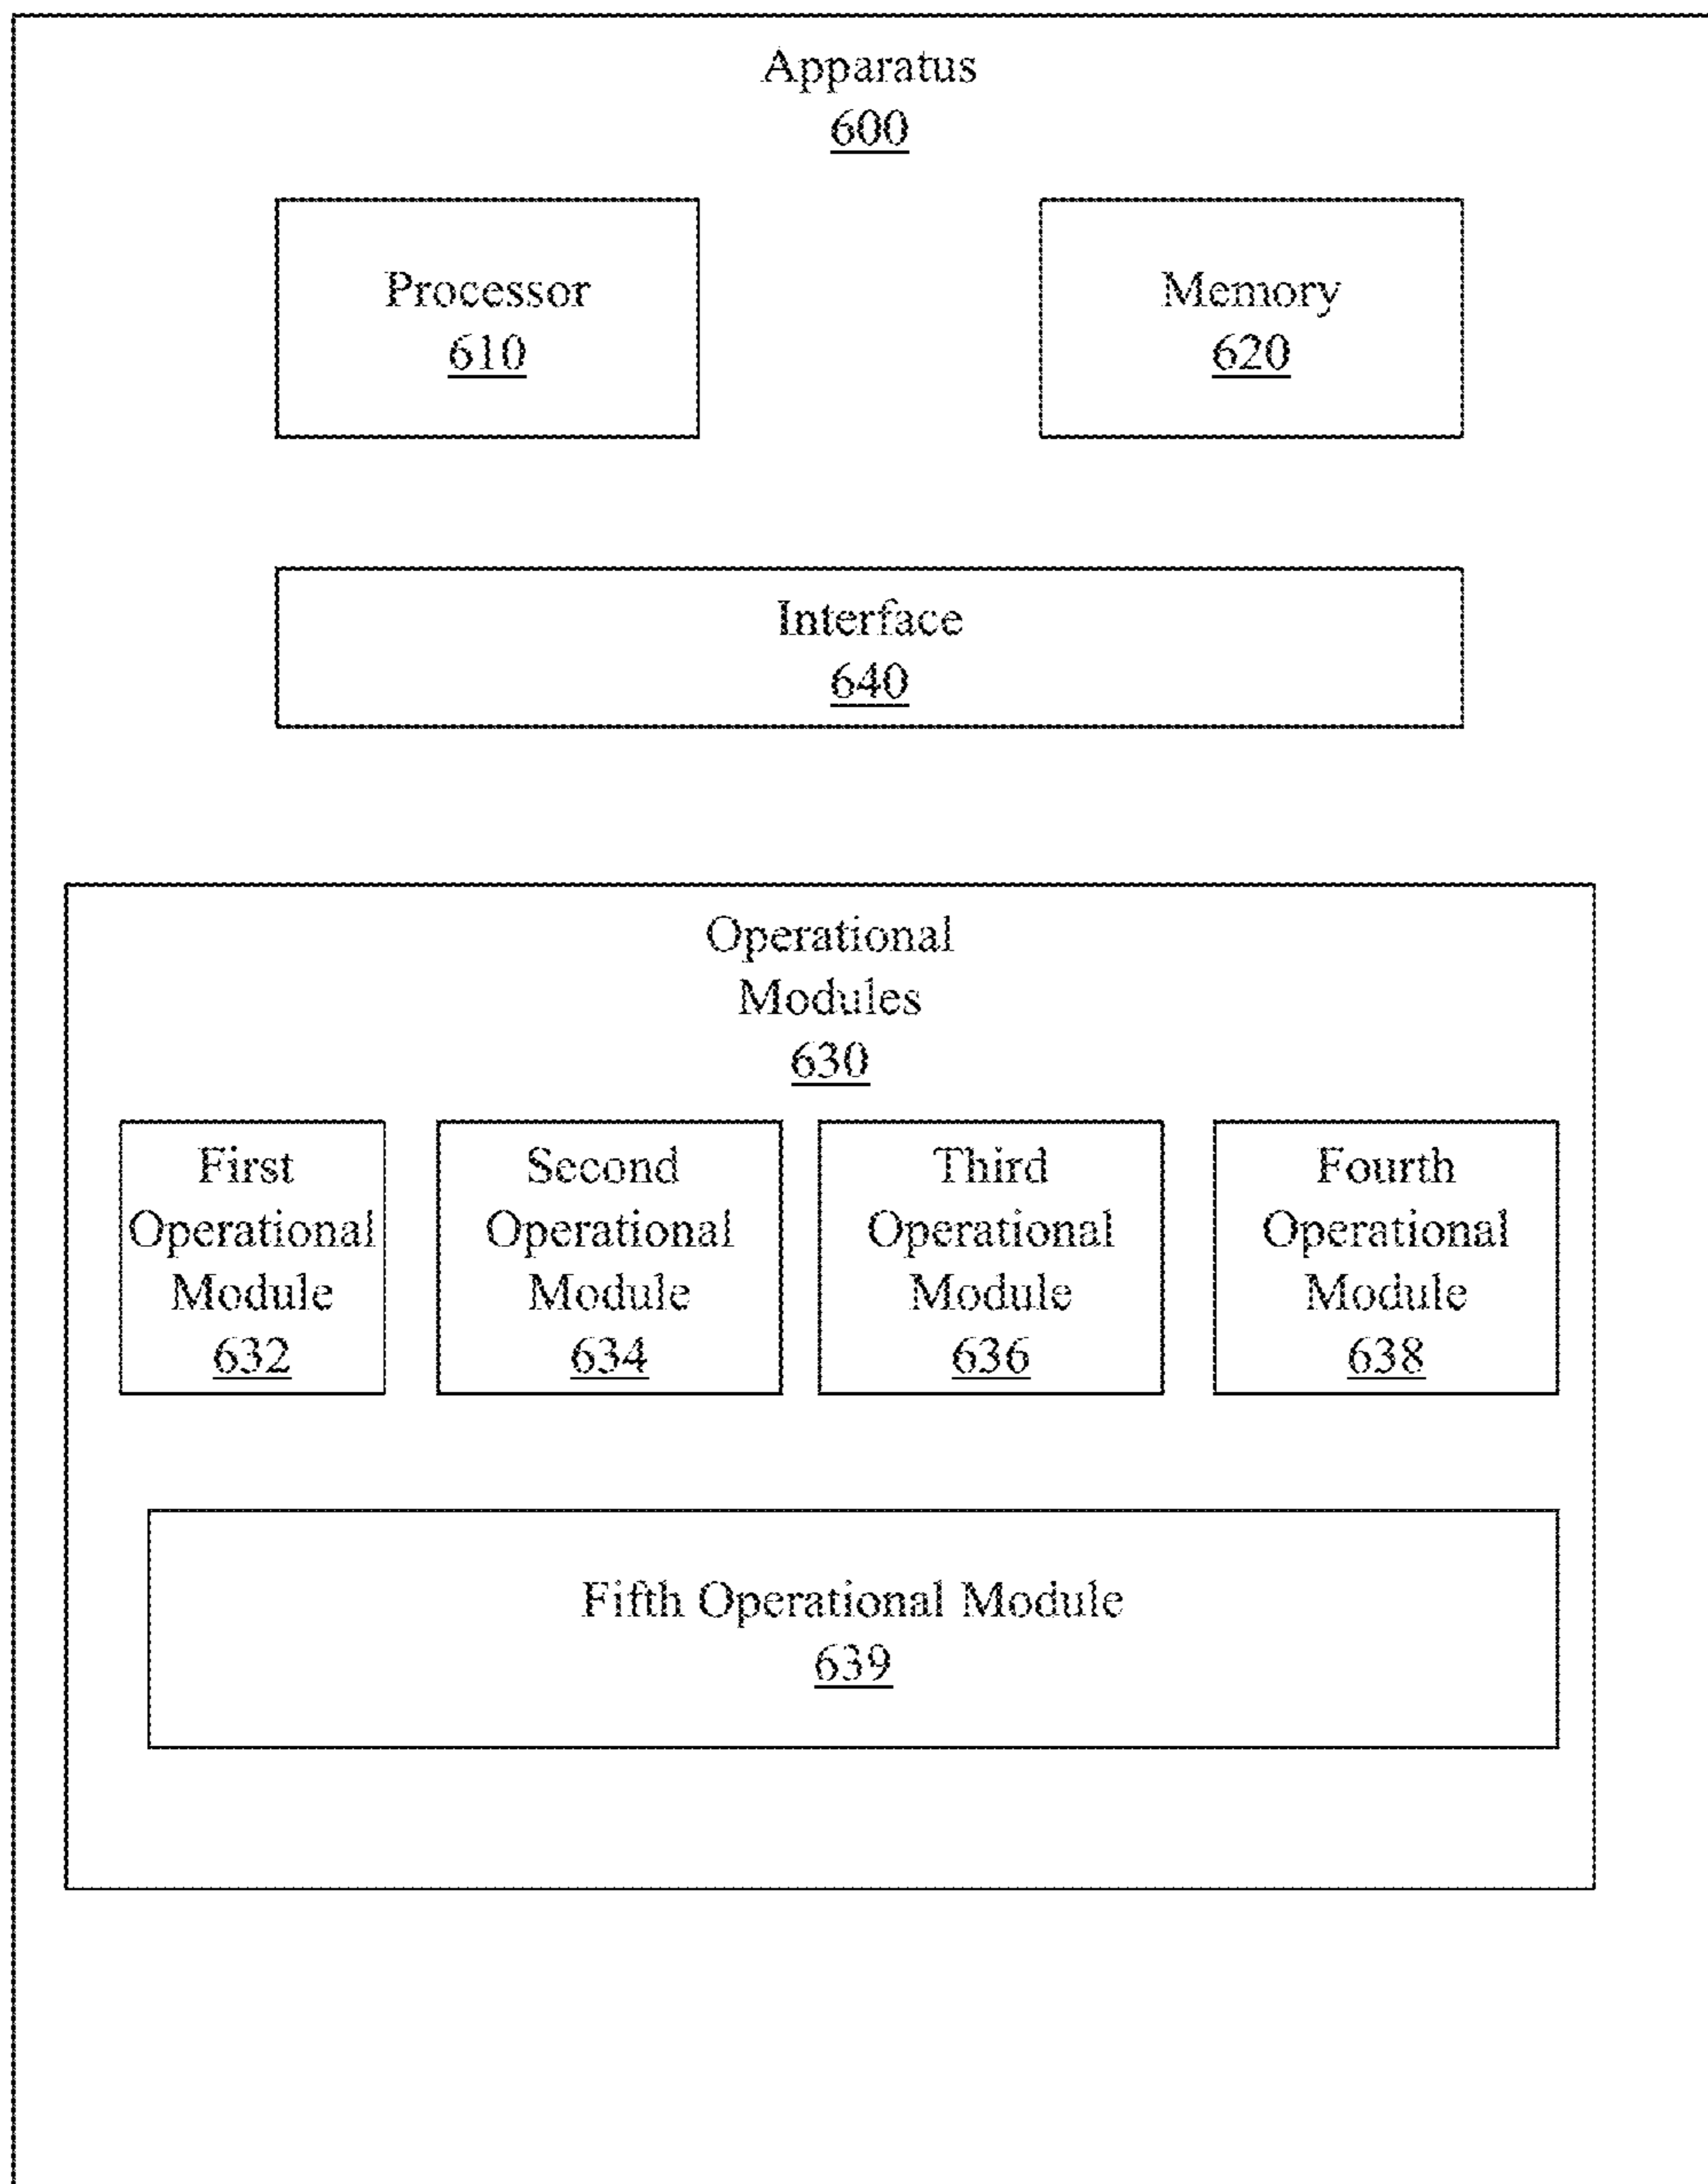 Apparatus
600
Processor
610
Memory
620
Interface
640
Operational
Modules
630
First
Operational
Module
632
Second
Operational
Module
634
Third
Operational
Module
636
Fourth
Operational
Module
638
Fifth Operational Module
639